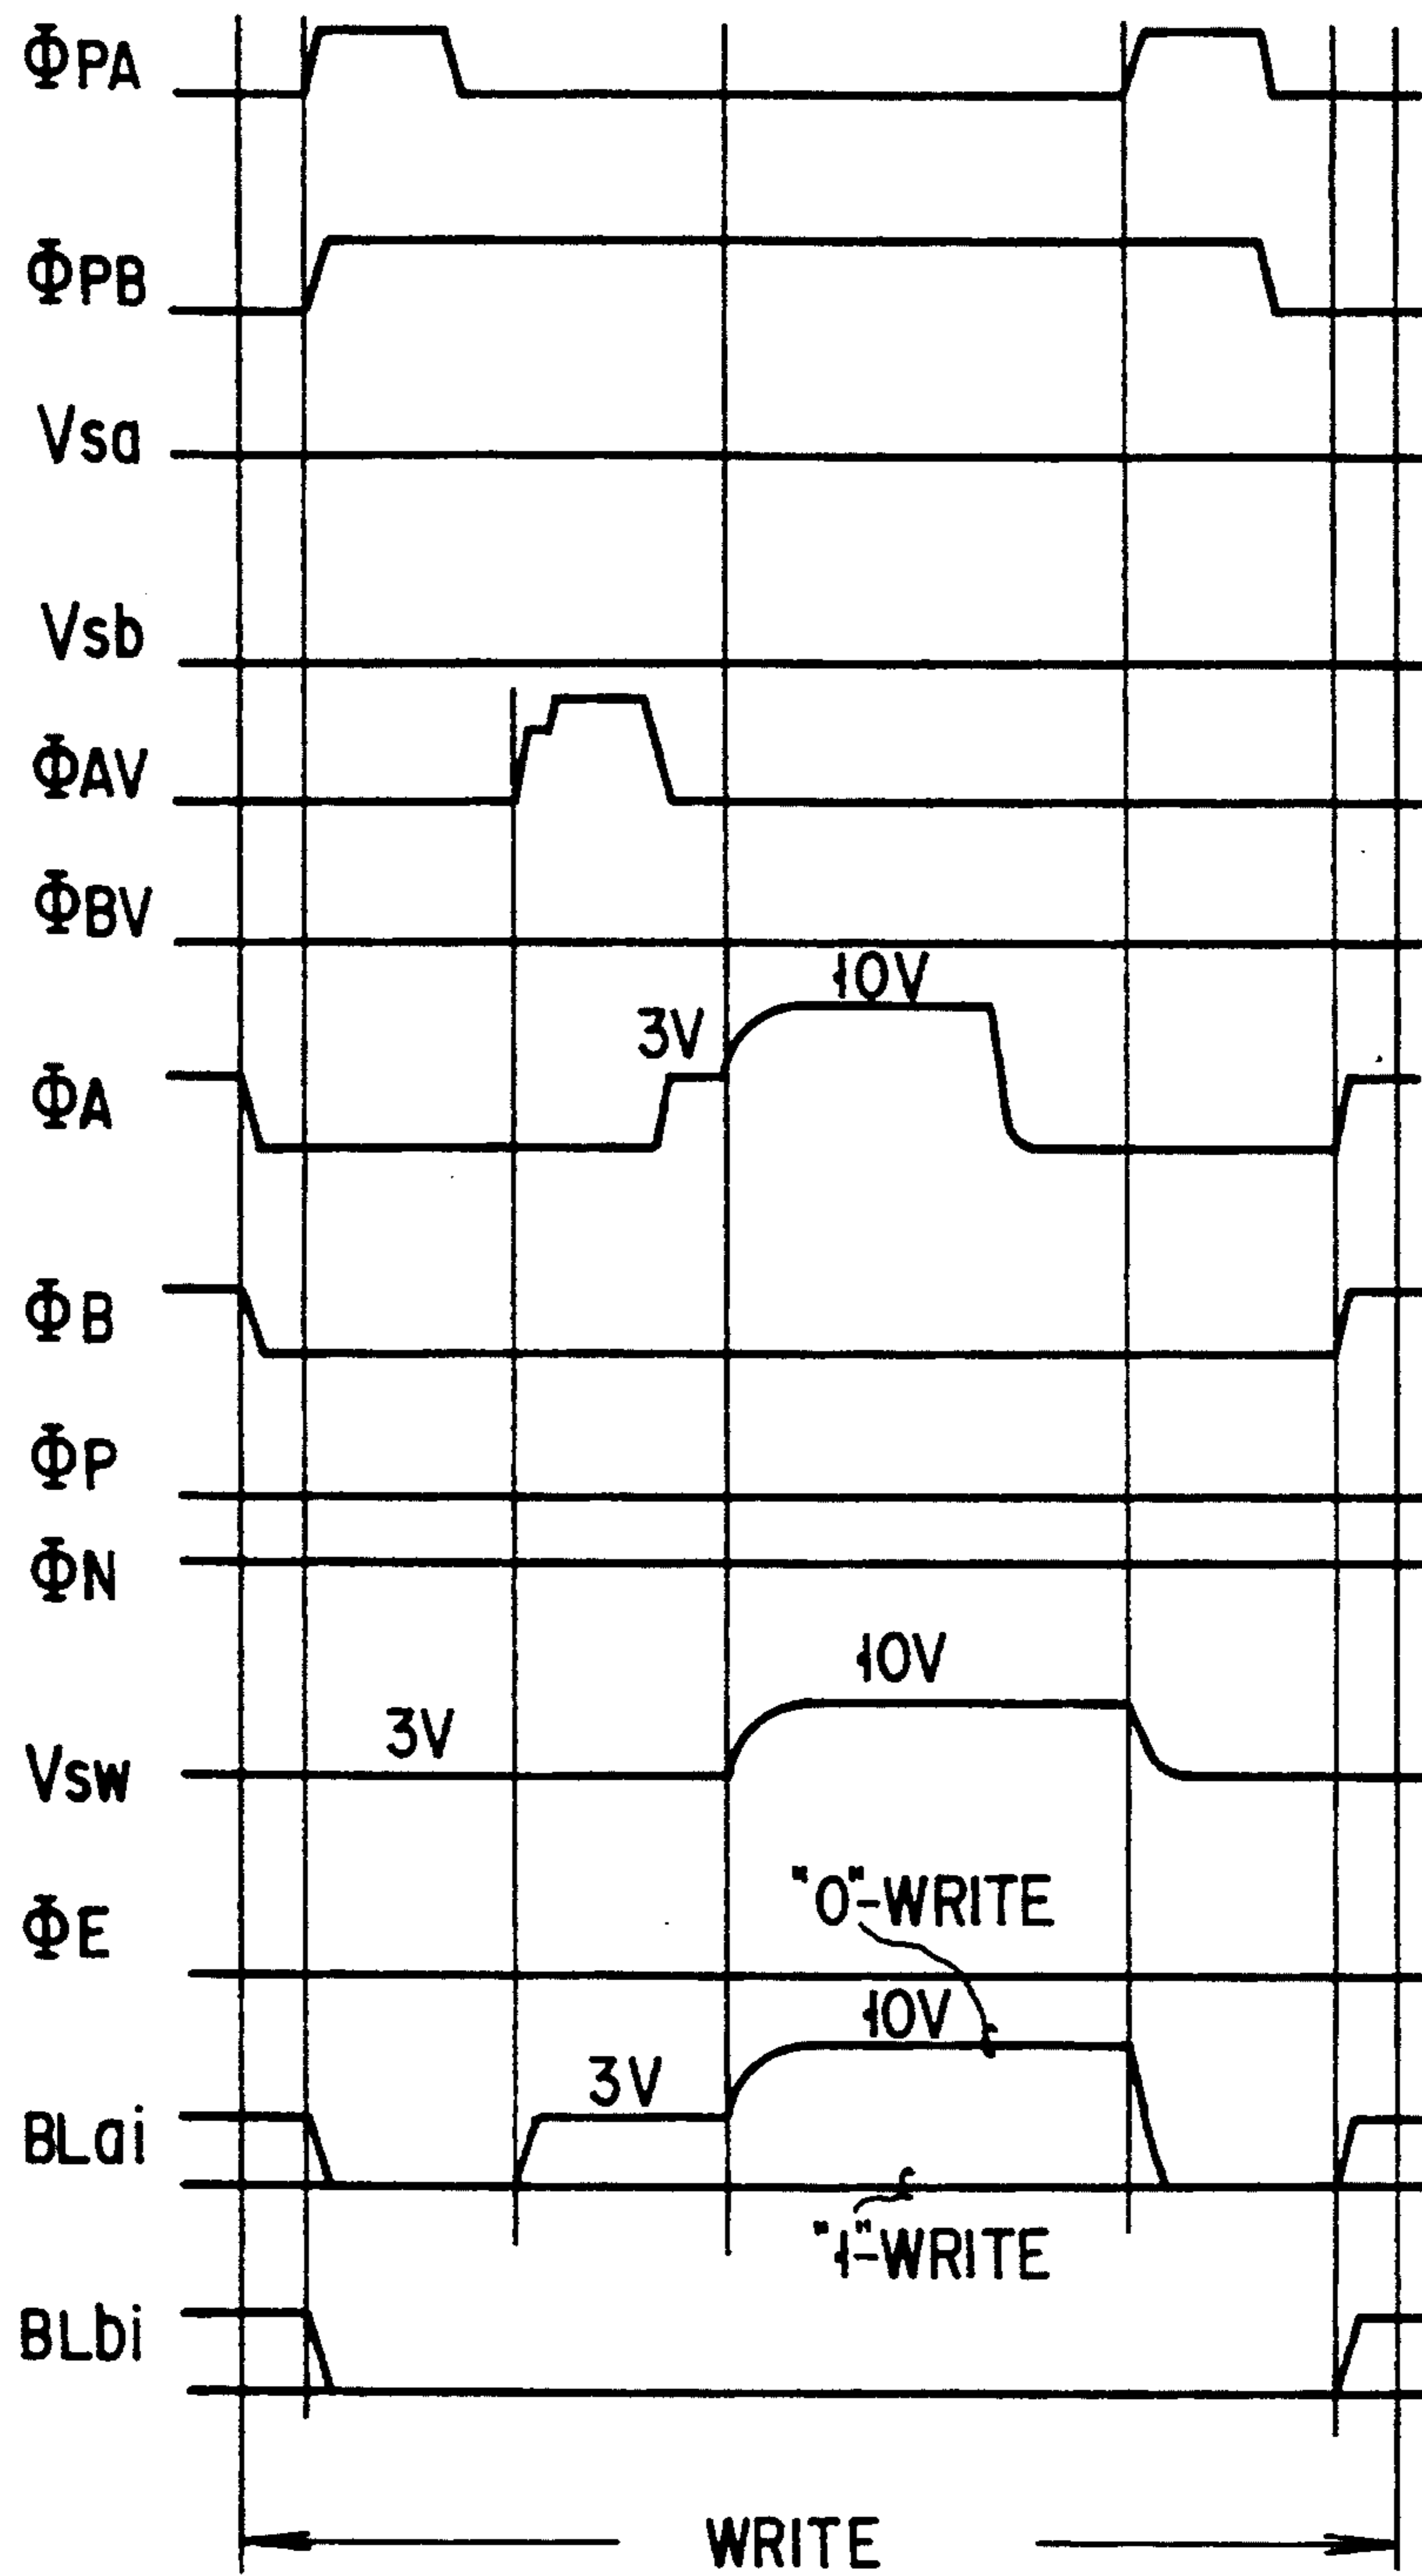 ΦPA
ΦPB
Vsa
Vsb
ΦAV
ΦBV
10V
3V
ΦA
ΦB
ΦP
ΦN
10V
3V
Vsw
"0"-WRITE
ΦE
10V
3V
BLai
"1"-WRITE
BLbi
WRITE